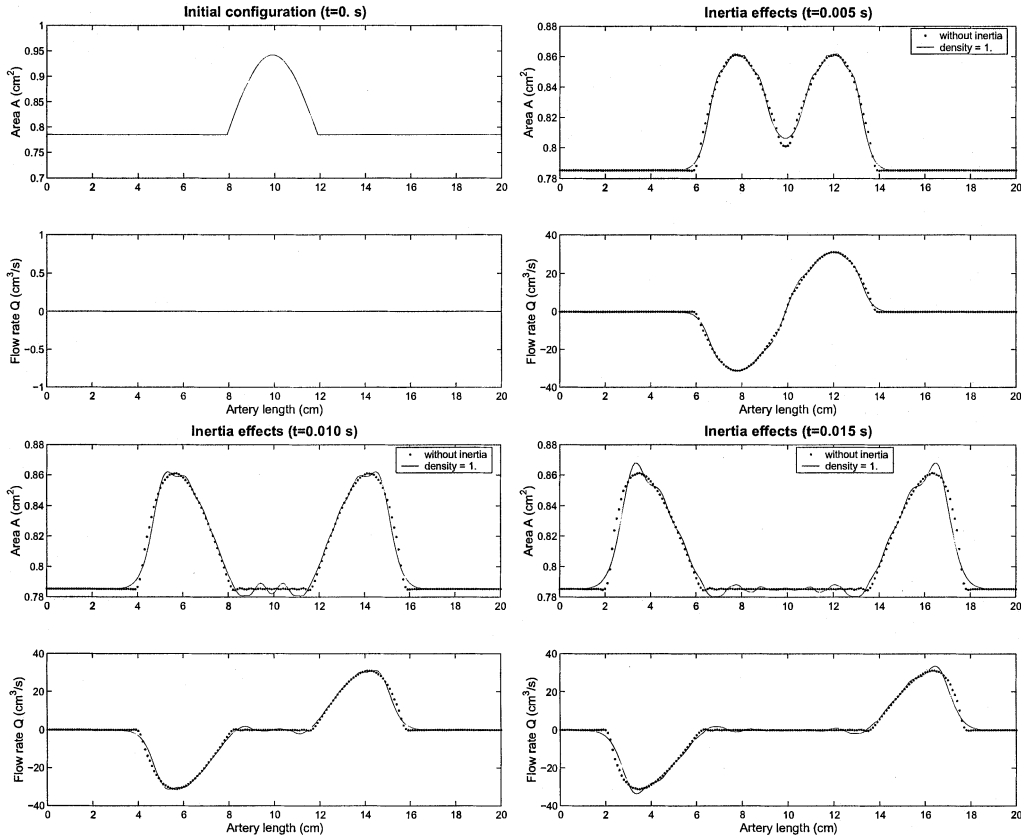 Initial configuration (t=0. s)
Area A (cm²)
1
0.95
0.9
0.85
0.8
0.75
0.7
0 2 4 6 8 10 12 14 16 18 20
Flow rate Q (cm³/s)
1
0.5
0
−0.5
−1
0 2 4 6 8 10 12 14 16 18 20
Artery length (cm)
Inertia effects (t=0.005 s)
without inertia
density = 1.
Area A (cm²)
0.88
0.86
0.84
0.82
0.8
0.78
0 2 4 6 8 10 12 14 16 18 20
Flow rate Q (cm³/s)
40
20
0
−20
−40
0 2 4 6 8 10 12 14 16 18 20
Artery length (cm)
Inertia effects (t=0.010 s)
without inertia
density = 1.
Area A (cm²)
0.88
0.86
0.84
0.82
0.8
0.78
0 2 4 6 8 10 12 14 16 18 20
Flow rate Q (cm³/s)
40
20
0
−20
−40
0 2 4 6 8 10 12 14 16 18 20
Artery length (cm)
Inertia effects (t=0.015 s)
without inertia
density = 1.
Area A (cm²)
0.88
0.86
0.84
0.82
0.8
0.78
0 2 4 6 8 10 12 14 16 18 20
Flow rate Q (cm³/s)
40
20
0
−20
−40
0 2 4 6 8 10 12 14 16 18 20
Artery length (cm)